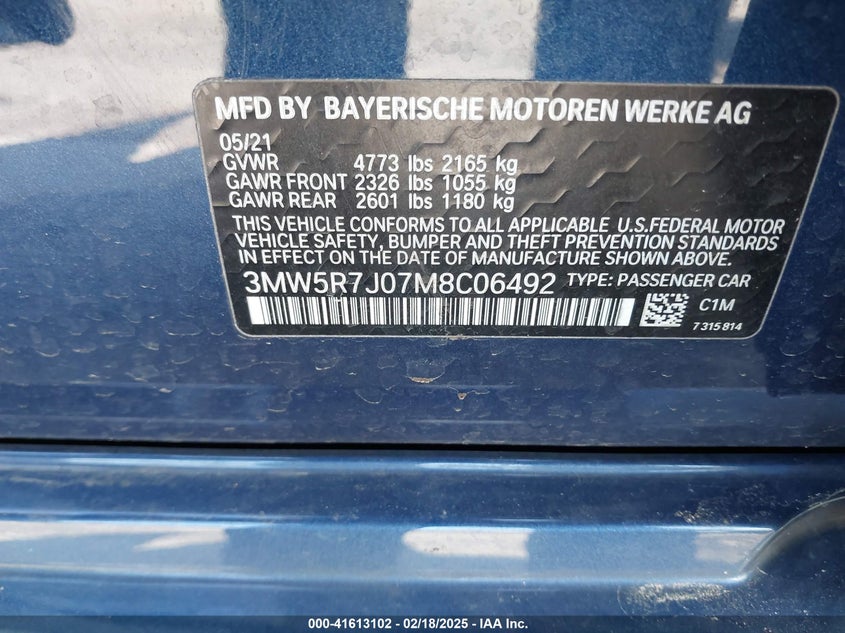 MFD BY BAYERISCHE MOTOREN WERKE AG
05/21
GVWR 4773 lbs 2165 kg
GAWR FRONT 2326 lbs 1055 kg
GAWR REAR 2601 lbs 1180 kg
THIS VEHICLE CONFORMS TO ALL APPLICABLE U.S.FEDERAL MOTOR
VEHICLE SAFETY, BUMPER AND THEFT PREVENTION STANDARDS
IN EFFECT ON THE DATE OF MANUFACTURE SHOWN ABOVE.
3MW5R7J07M8C06492 TYPE: PASSENGER CAR
C1M
7 315 814
000-41613102 - 02/18/2025 - IAA Inc.